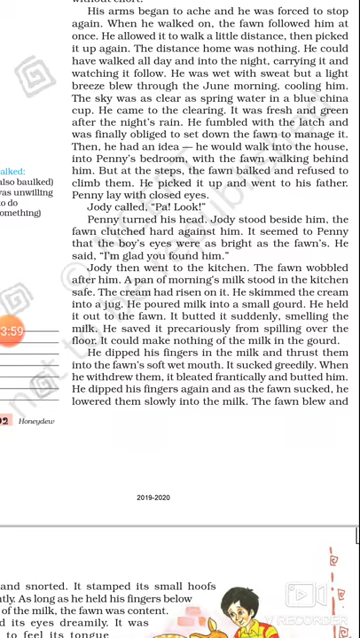 His arms began to ache and he was forced to stop
again. When he walked on, the fawn followed him at
once. He allowed it to walk a little distance, then picked
it up again. The distance home was nothing. He could
have walked all day and into the night, carrying it and
watching it follow. He was wet with sweat but a light
breeze blew through the June morning, cooling him.
The sky was as clear as spring water in a blue china
cup. He came to the clearing. It was fresh and green
after the night's rain. He fumbled with the latch and
was finally obliged to set down the fawn to manage it.
Then, he had an idea — he would walk into the house,
into Penny's bedroom, with the fawn walking behind
him. But at the steps, the fawn balked and refused to
climb them. He picked it up and went to his father.
Penny lay with closed eyes.
alked:
also baulked)
as unwilling
o do
omething)
Jody called, "Pa! Look!"
Penny turned his head. Jody stood beside him, the
fawn clutched hard against him. It seemed to Penny
that the boy's eyes were as bright as the fawn's. He
said, "I'm glad you found him."
Jody then went to the kitchen. The fawn wobbled
after him. A pan of morning's milk stood in the kitchen
safe. The cream had risen on it. He skimmed the cream
into a jug. He poured milk into a small gourd. He held
it out to the fawn. It butted it suddenly, smelling the
milk. He saved it precariously from spilling over the
floor. It could make nothing of the milk in the gourd.
3:59
He dipped his fingers in the milk and thrust them
into the fawn's soft wet mouth. It sucked greedily. When
he withdrew them, it bleated frantically and butted him.
He dipped his fingers again and as the fawn sucked, he
lowered them slowly into the milk. The fawn blew and
Honeydew
2019-2020
and snorted. It stamped its small hoofs
ntly. As long as he held his fingers below
of the milk, the fawn was content.
d its eyes dreamily. It was
to feel its tongue
RECORDER